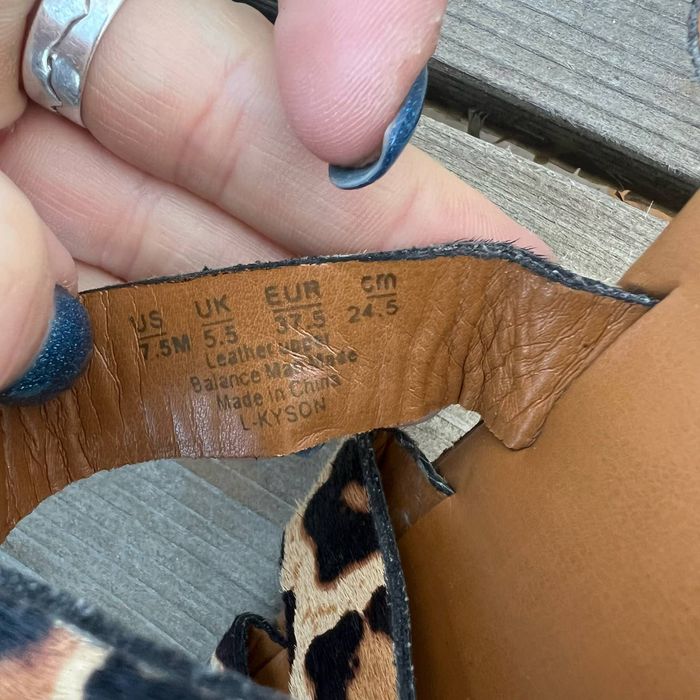 US UK EUR cm
7.5M 5.5 37.5 24.5
Leather Upper
Balance Man Made
Made in China
L-KYSON